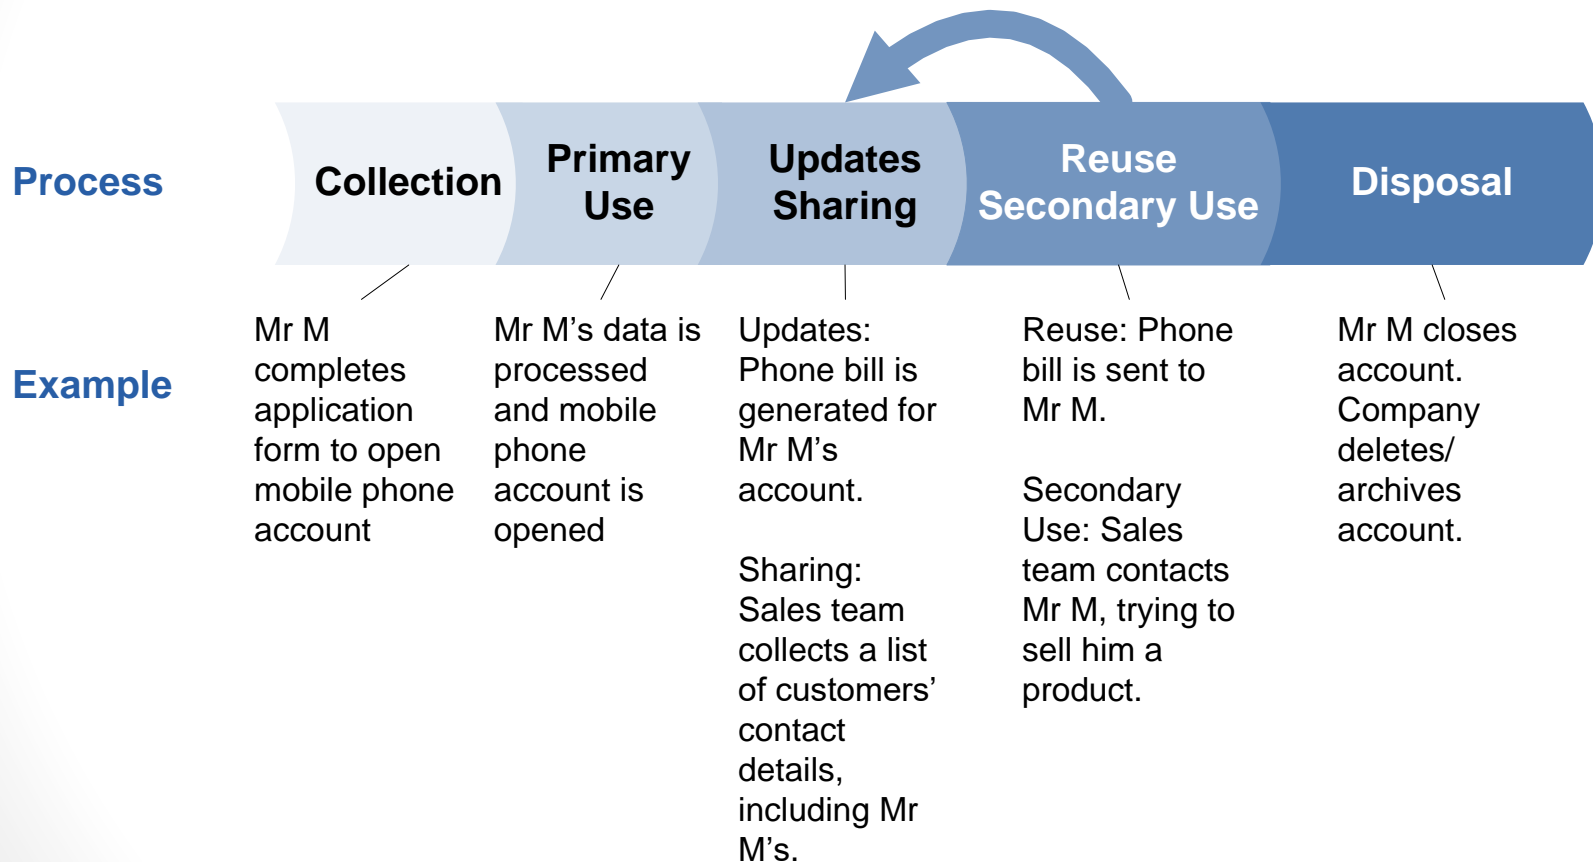 Process
Collection
Primary
Use
Updates
Sharing
Reuse
Secondary Use
Disposal
Example
Mr M
completes
application
form to open
mobile phone
account
Mr M’s data is
processed
and mobile
phone
account is
opened
Updates:
Phone bill is
generated for
Mr M’s
account.
Sharing:
Sales team
collects a list
of customers’
contact
details,
including Mr
M’s.
Reuse: Phone
bill is sent to
Mr M.
Secondary
Use: Sales
team contacts
Mr M, trying to
sell him a
product.
Mr M closes
account.
Company
deletes/
archives
account.